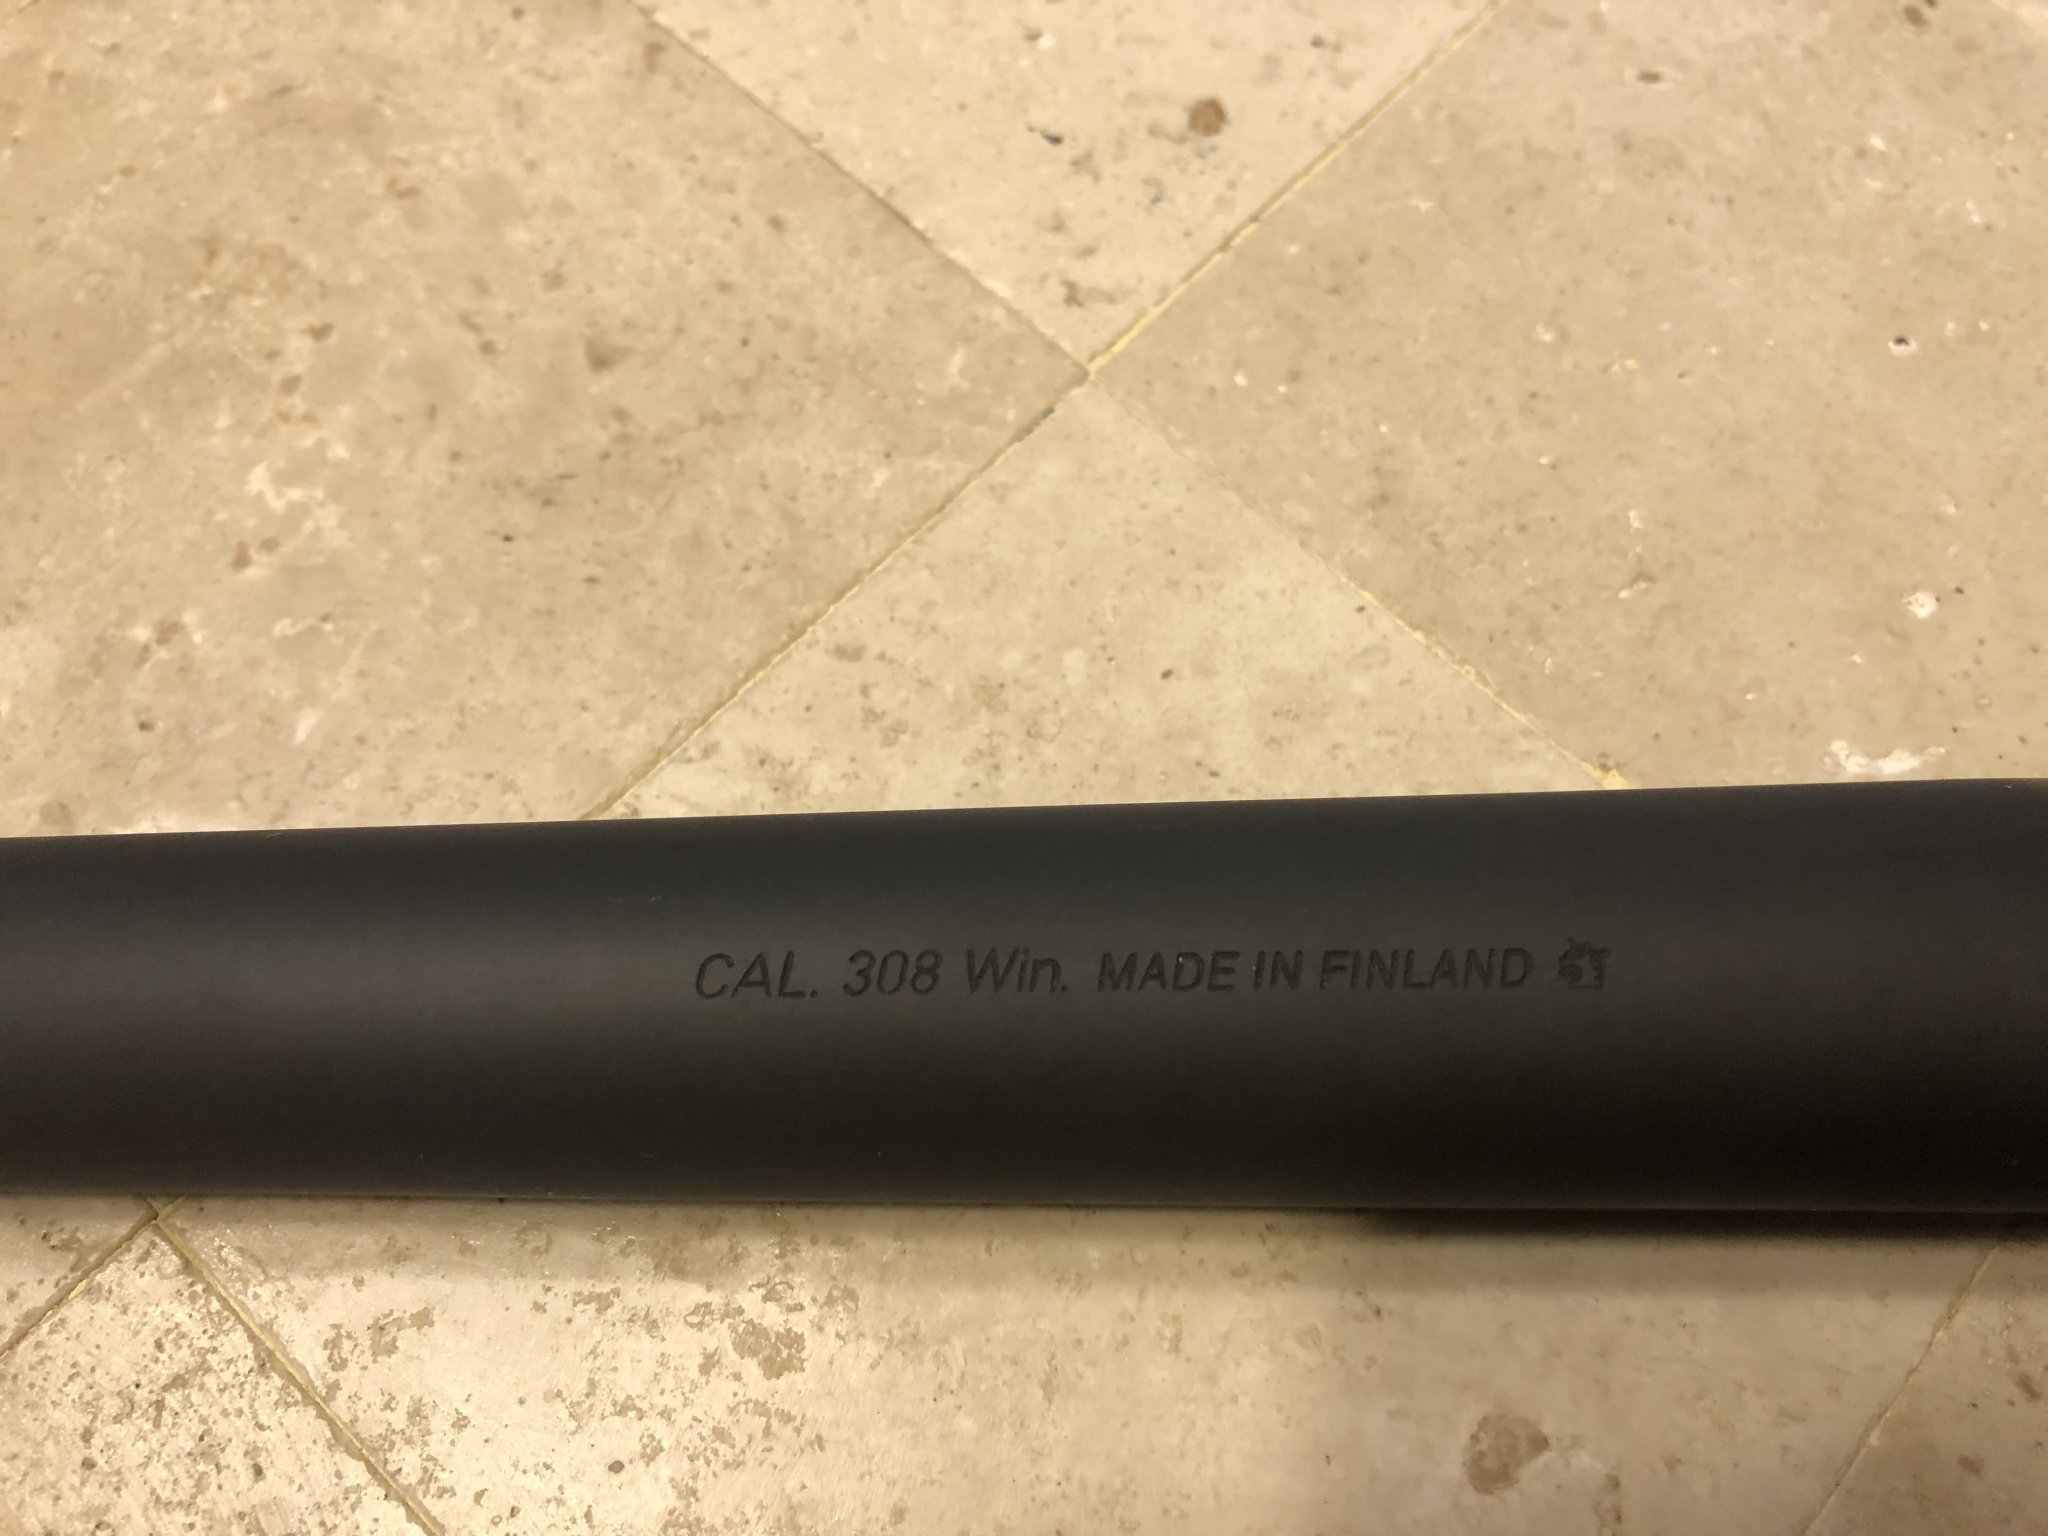 CAL. 308 Win. MADE IN FINLAND